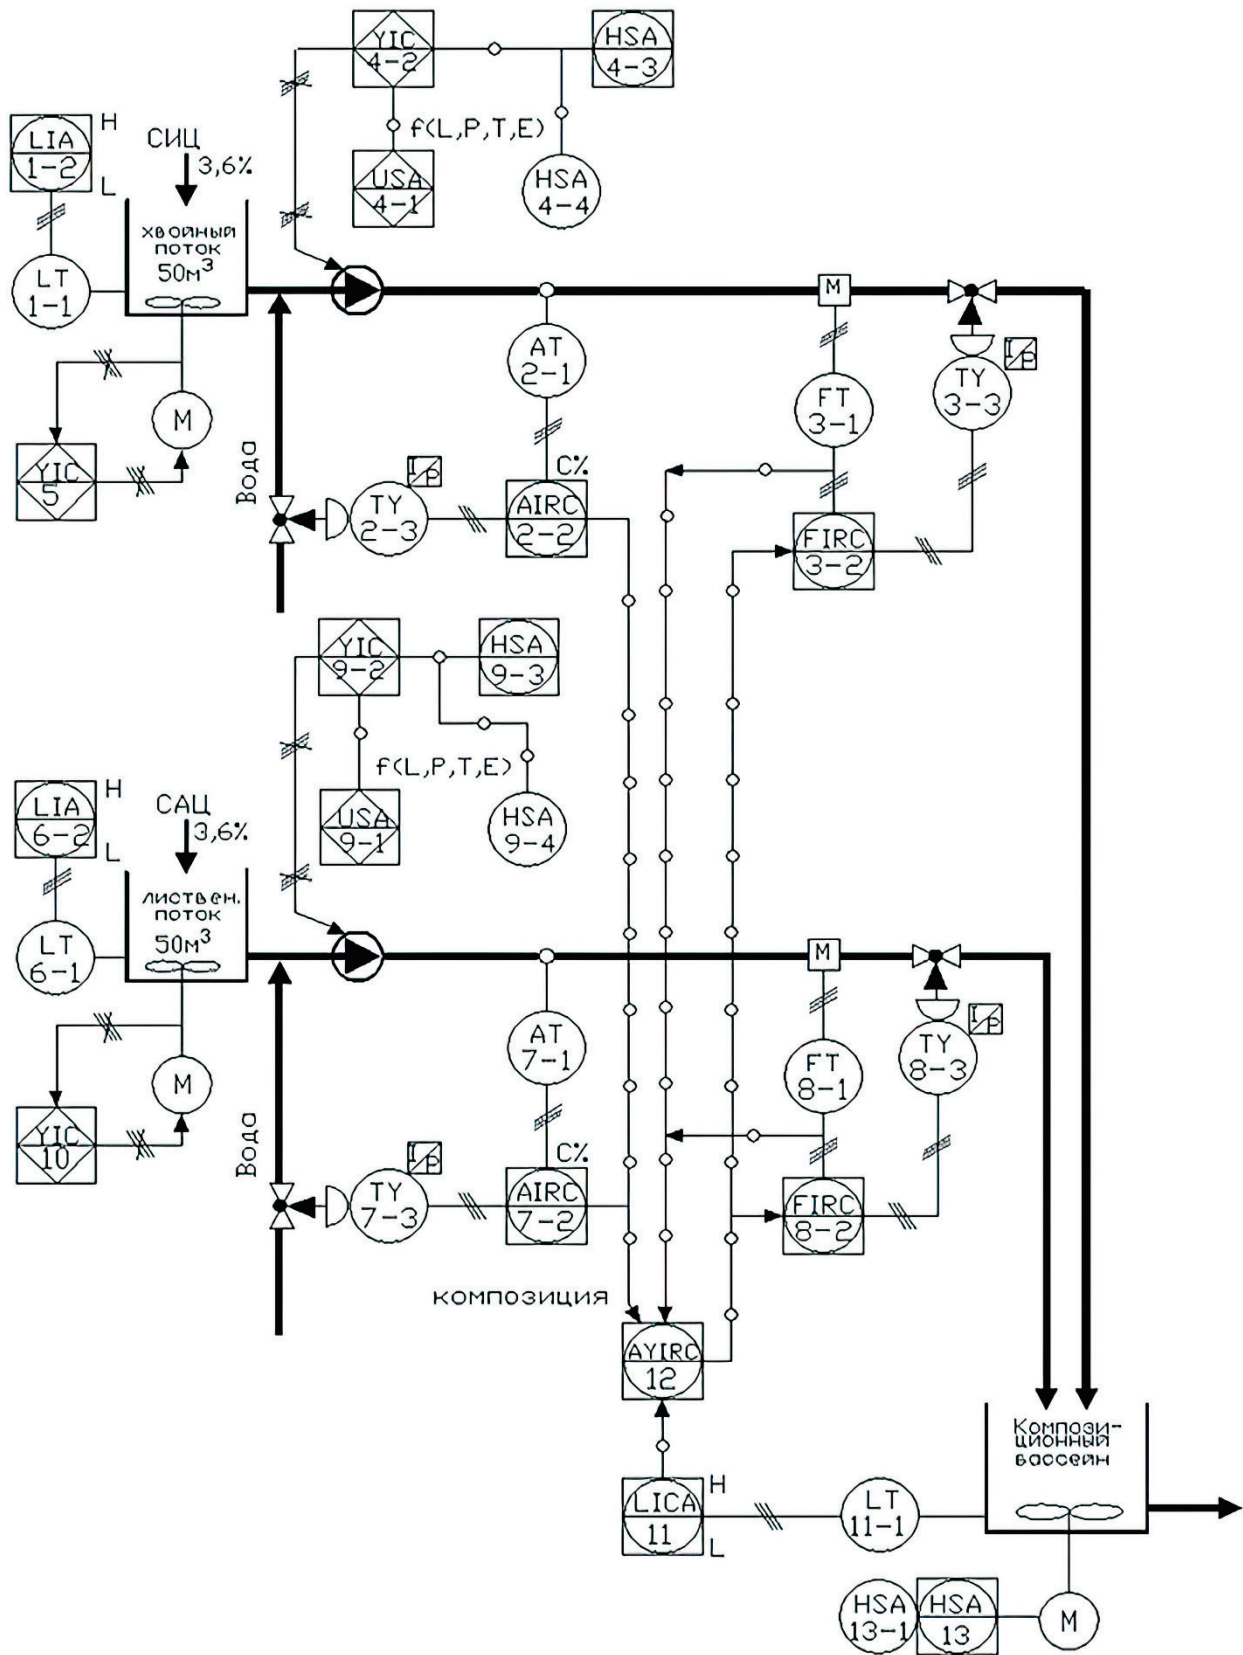 YIC
4-2
HSA
4-3
LIA
1-2
H
L
СИЦ
3,6%
f(L,P,T,E)
USA
4-1
HSA
4-4
хвойный
поток
50м³
LT
1-1
M
AT
2-1
FT
3-1
I/P
TY
3-3
M
YIC
5
Вода
I/P
TY
2-3
C%
AIRC
2-2
FIRC
3-2
YIC
9-2
HSA
9-3
f(L,P,T,E)
USA
9-1
HSA
9-4
LIA
6-2
H
L
САЦ
3,6%
листвен.
поток
50м³
LT
6-1
M
AT
7-1
FT
8-1
I/P
TY
8-3
M
YIC
10
Вода
I/P
TY
7-3
C%
AIRC
7-2
FIRC
8-2
композиция
AYIRC
12
Компози-
ционный
бассейн
LICA
11
H
L
LT
11-1
HSA
13-1
HSA
13
M